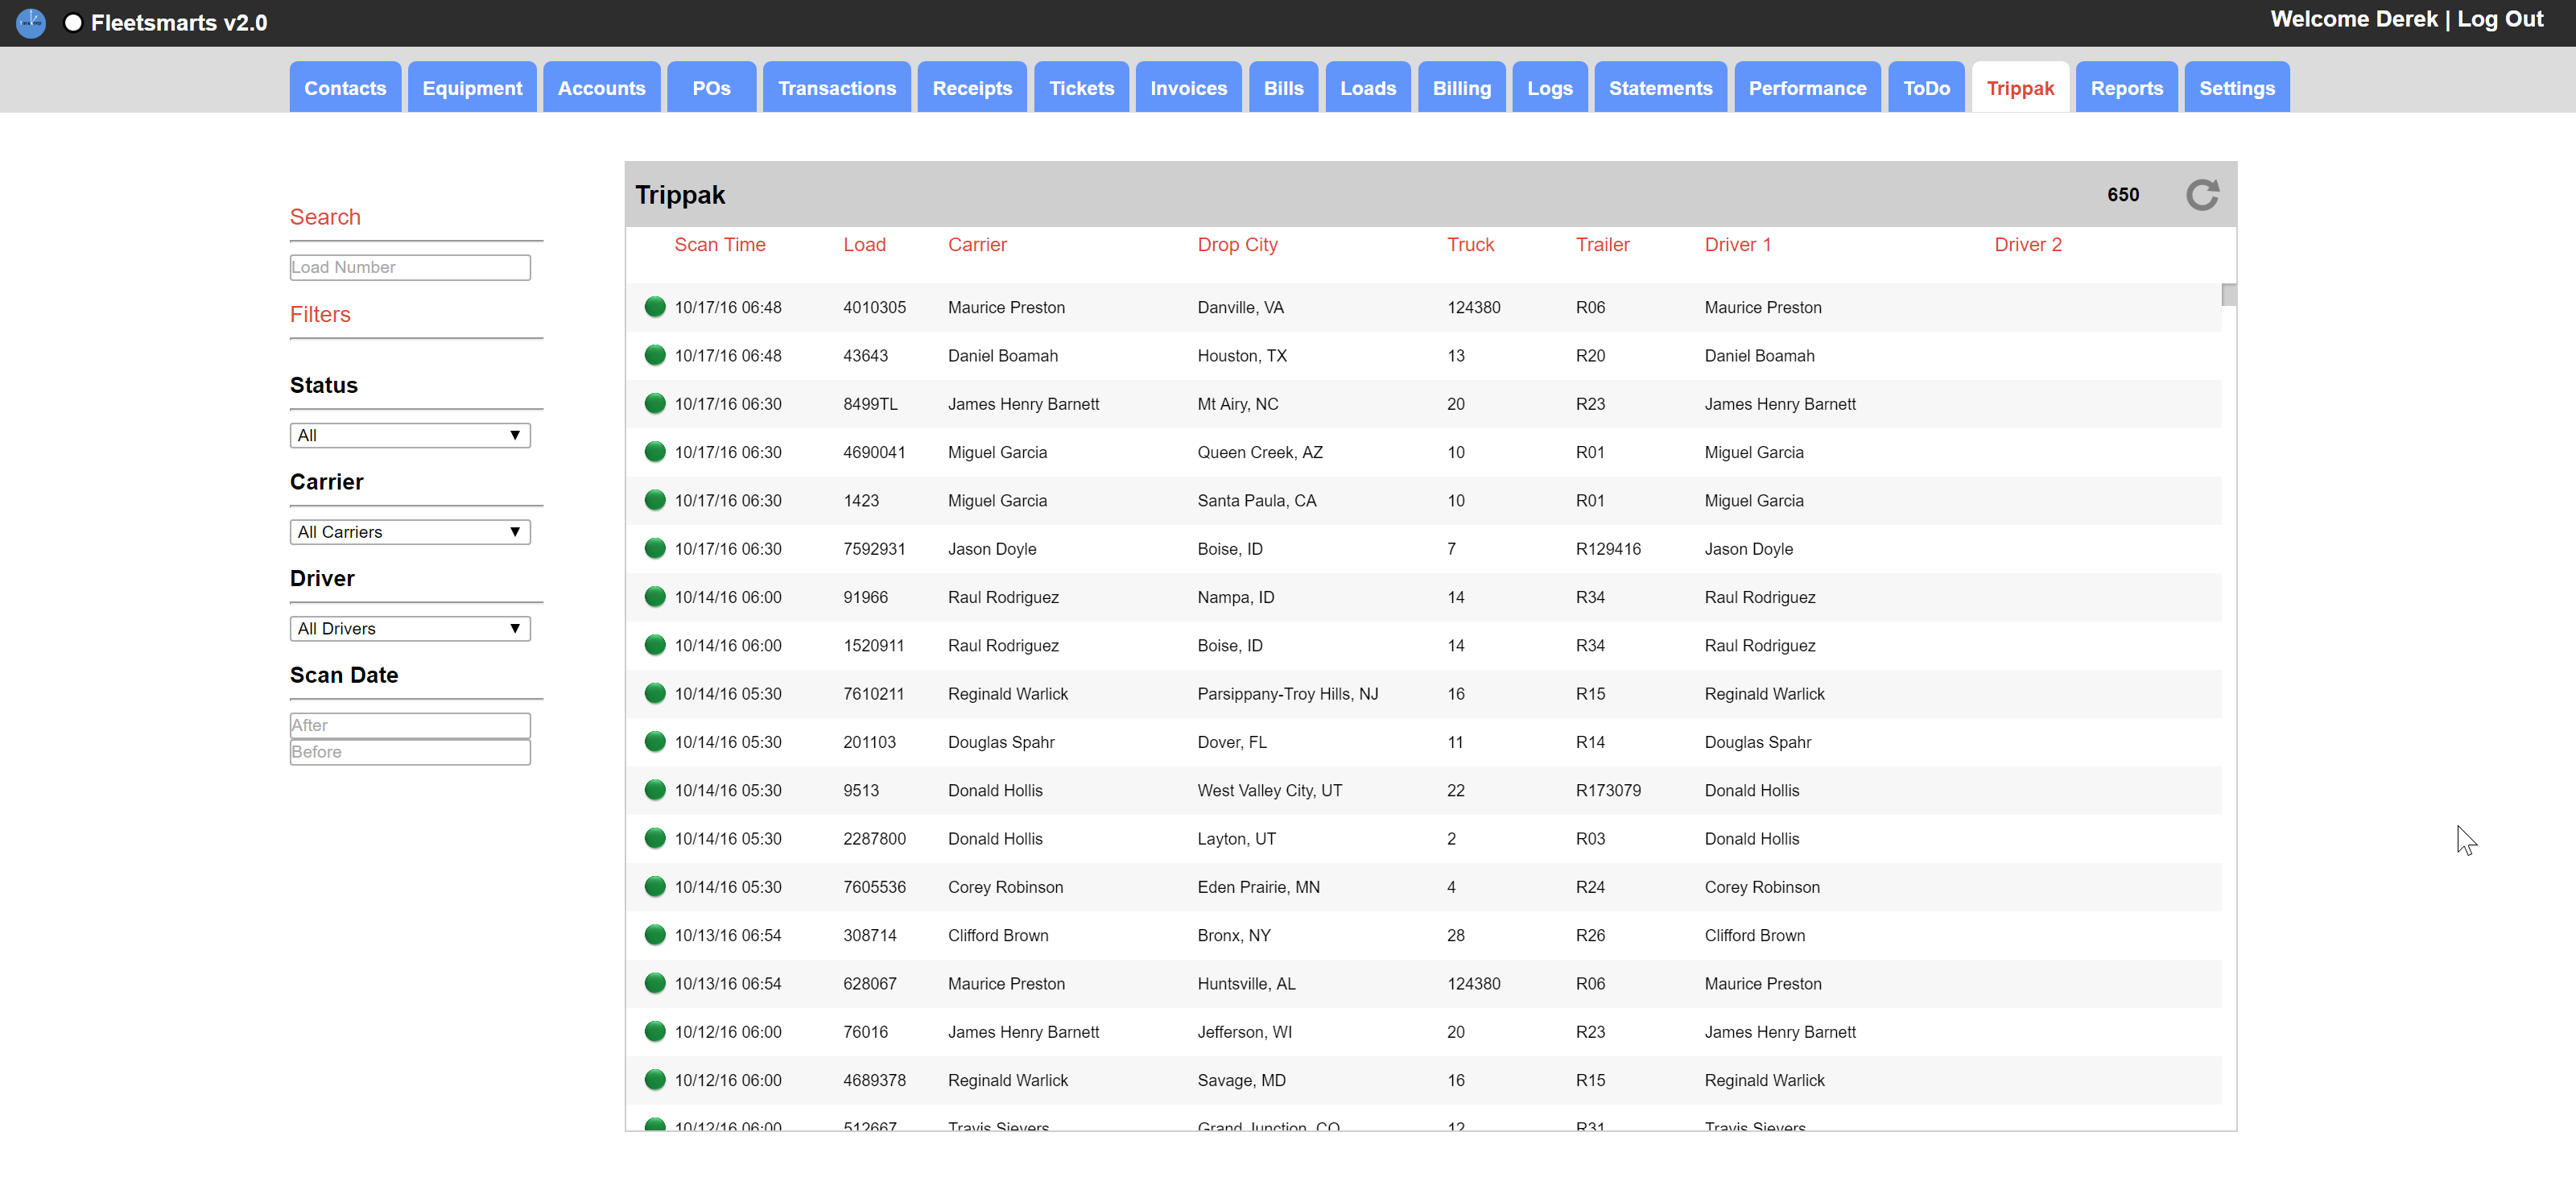 Fleetsmarts v2.0
Welcome Derek | Log Out
Contacts Equipment Accounts POs Transactions Receipts Tickets Invoices Bills Loads Billing Logs Statements Performance ToDo Trippak Reports Settings
Trippak 650
Search
Load Number
Filters
Status
All
Carrier
All Carriers
Driver
All Drivers
Scan Date
After
Before
Scan Time Load Carrier Drop City Truck Trailer Driver 1 Driver 2
10/17/16 06:48 4010305 Maurice Preston Danville, VA 124380 R06 Maurice Preston
10/17/16 06:48 43643 Daniel Boamah Houston, TX 13 R20 Daniel Boamah
10/17/16 06:30 8499TL James Henry Barnett Mt Airy, NC 20 R23 James Henry Barnett
10/17/16 06:30 4690041 Miguel Garcia Queen Creek, AZ 10 R01 Miguel Garcia
10/17/16 06:30 1423 Miguel Garcia Santa Paula, CA 10 R01 Miguel Garcia
10/17/16 06:30 7592931 Jason Doyle Boise, ID 7 R129416 Jason Doyle
10/14/16 06:00 91966 Raul Rodriguez Nampa, ID 14 R34 Raul Rodriguez
10/14/16 06:00 1520911 Raul Rodriguez Boise, ID 14 R34 Raul Rodriguez
10/14/16 05:30 7610211 Reginald Warlick Parsippany-Troy Hills, NJ 16 R15 Reginald Warlick
10/14/16 05:30 201103 Douglas Spahr Dover, FL 11 R14 Douglas Spahr
10/14/16 05:30 9513 Donald Hollis West Valley City, UT 22 R173079 Donald Hollis
10/14/16 05:30 2287800 Donald Hollis Layton, UT 2 R03 Donald Hollis
10/14/16 05:30 7605536 Corey Robinson Eden Prairie, MN 4 R24 Corey Robinson
10/13/16 06:54 308714 Clifford Brown Bronx, NY 28 R26 Clifford Brown
10/13/16 06:54 628067 Maurice Preston Huntsville, AL 124380 R06 Maurice Preston
10/12/16 06:00 76016 James Henry Barnett Jefferson, WI 20 R23 James Henry Barnett
10/12/16 06:00 4689378 Reginald Warlick Savage, MD 16 R15 Reginald Warlick
10/12/16 06:00 512667 Travis Sievers Grand Junction, CO 12 R31 Travis Sievers